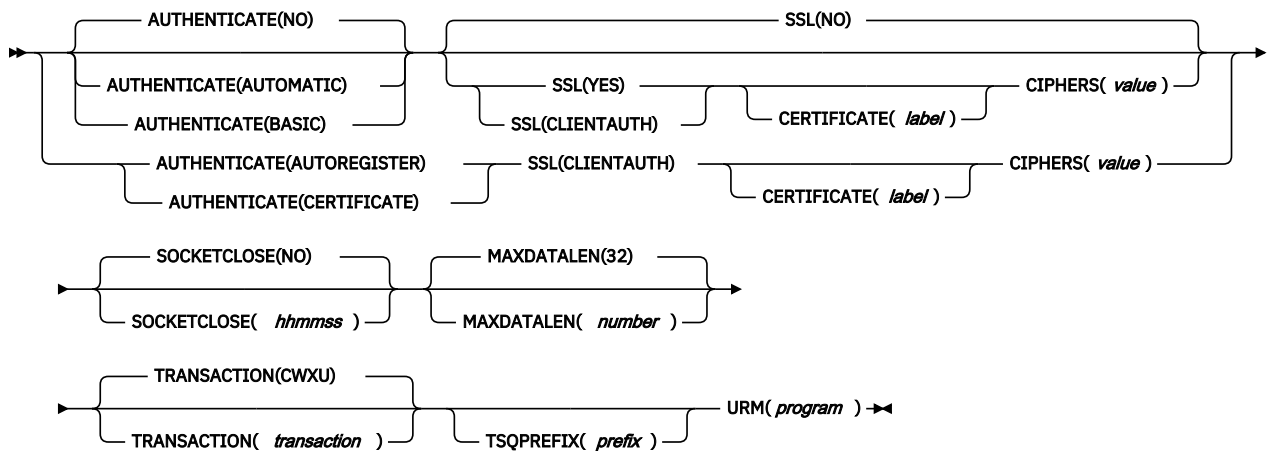 AUTHENTICATE(NO) SSL(NO)
AUTHENTICATE(AUTOMATIC) SSL(YES) CIPHERS( value )
SSL(CLIENTAUTH) CERTIFICATE( label )
AUTHENTICATE(BASIC)
AUTHENTICATE(AUTOREGISTER) SSL(CLIENTAUTH) CIPHERS( value )
AUTHENTICATE(CERTIFICATE) CERTIFICATE( label )
SOCKETCLOSE(NO) MAXDATALEN(32)
SOCKETCLOSE( hhmmss ) MAXDATALEN( number )
TRANSACTION(CWXU)
URM( program )
TRANSACTION( transaction ) TSQPREFIX( prefix )